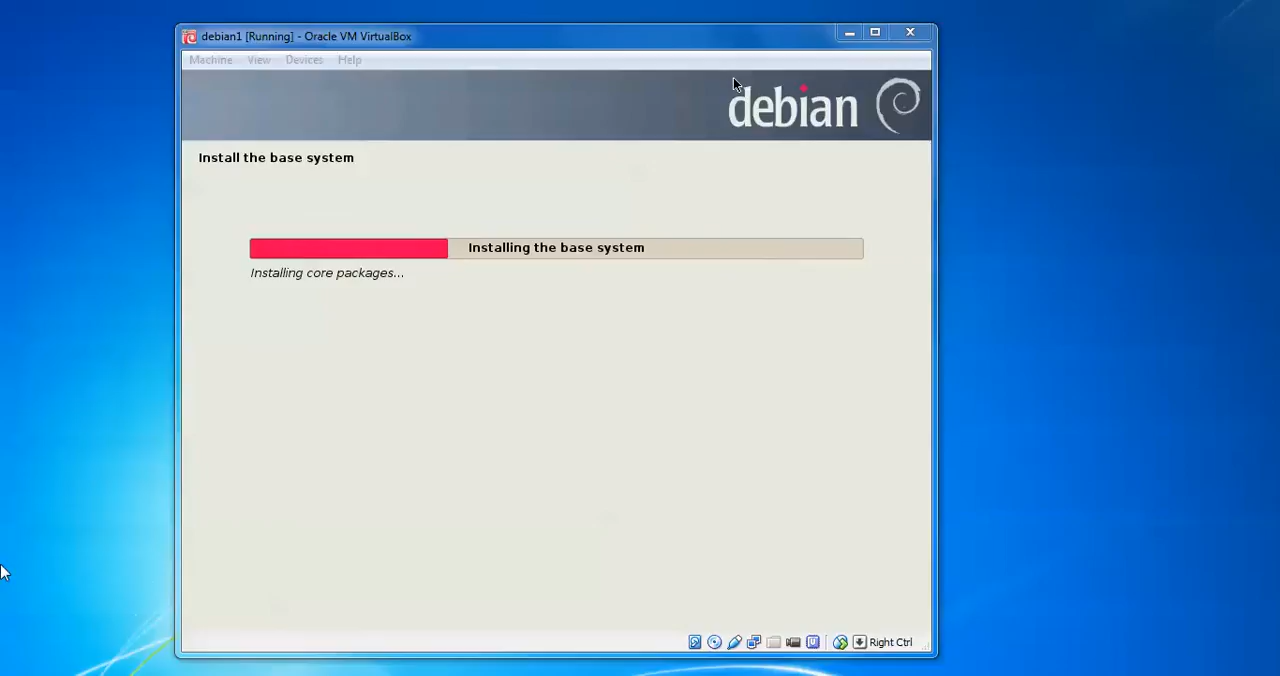 debian1 [Running] - Oracle VM VirtualBox
Machine View Devices Help
debian
Install the base system
Installing the base system
Installing core packages...
Right Ctrl